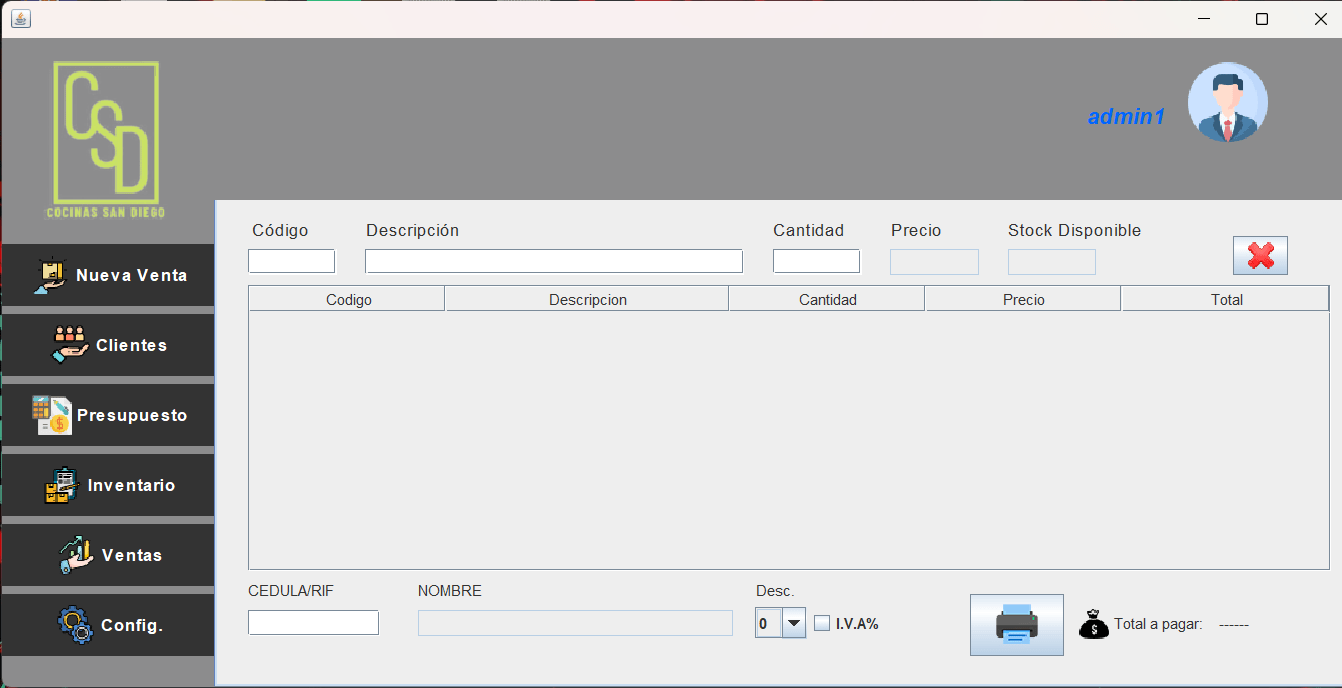 CSD
COCINAS SAN DIEGO
admin1
Nueva Venta
Clientes
Presupuesto
Inventario
Ventas
Config.
Código Descripción Cantidad Precio Stock Disponible
Codigo Descripcion Cantidad Precio Total
CEDULA/RIF NOMBRE Desc.
0 I.V.A% Total a pagar: ------